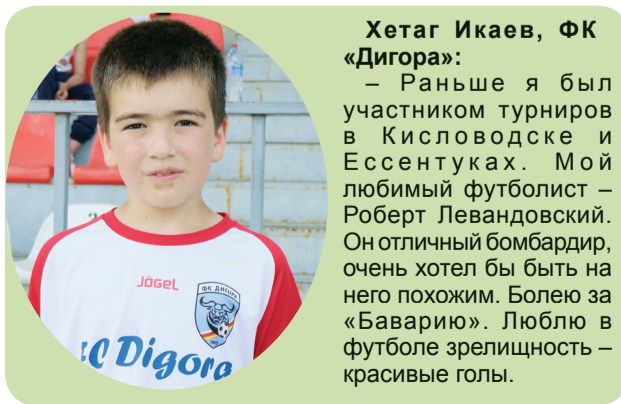 Хетаг Икаев, ФК
«Дигора»:
– Раньше я был
участником турниров
в Кисловодске и
Ессентуках. Мой
любимый футболист –
Роберт Левандовский.
Он отличный бомбардир,
очень хотел бы быть на
него похожим. Болею за
«Баварию». Люблю в
футболе зрелищность –
красивые голы.
JÖGEL
ФК ДИГОРА
FC Digora